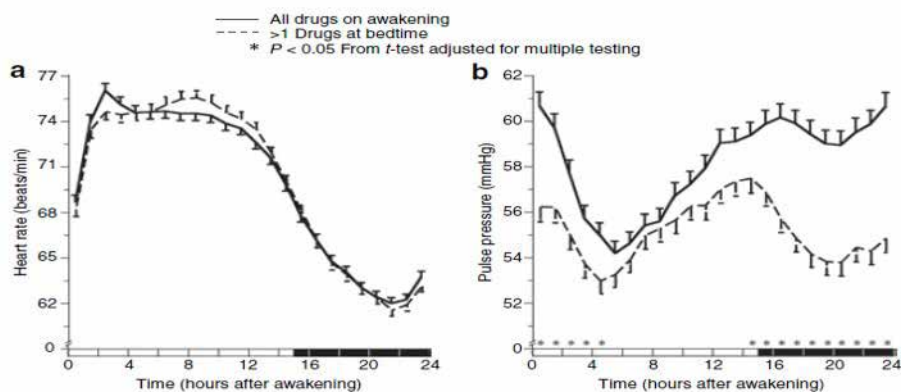 All drugs on awakening
>1 Drugs at bedtime
* P < 0.05 From t-test adjusted for multiple testing
a
77
74
71
68
65
62
0
Heart rate (beats/min)
0 4 8 12 16 20 24
Time (hours after awakening)
b
62
60
58
56
54
52
0
Pulse pressure (mmHg)
* * * * * * * * * * * * * * *
0 4 8 12 16 20 24
Time (hours after awakening)